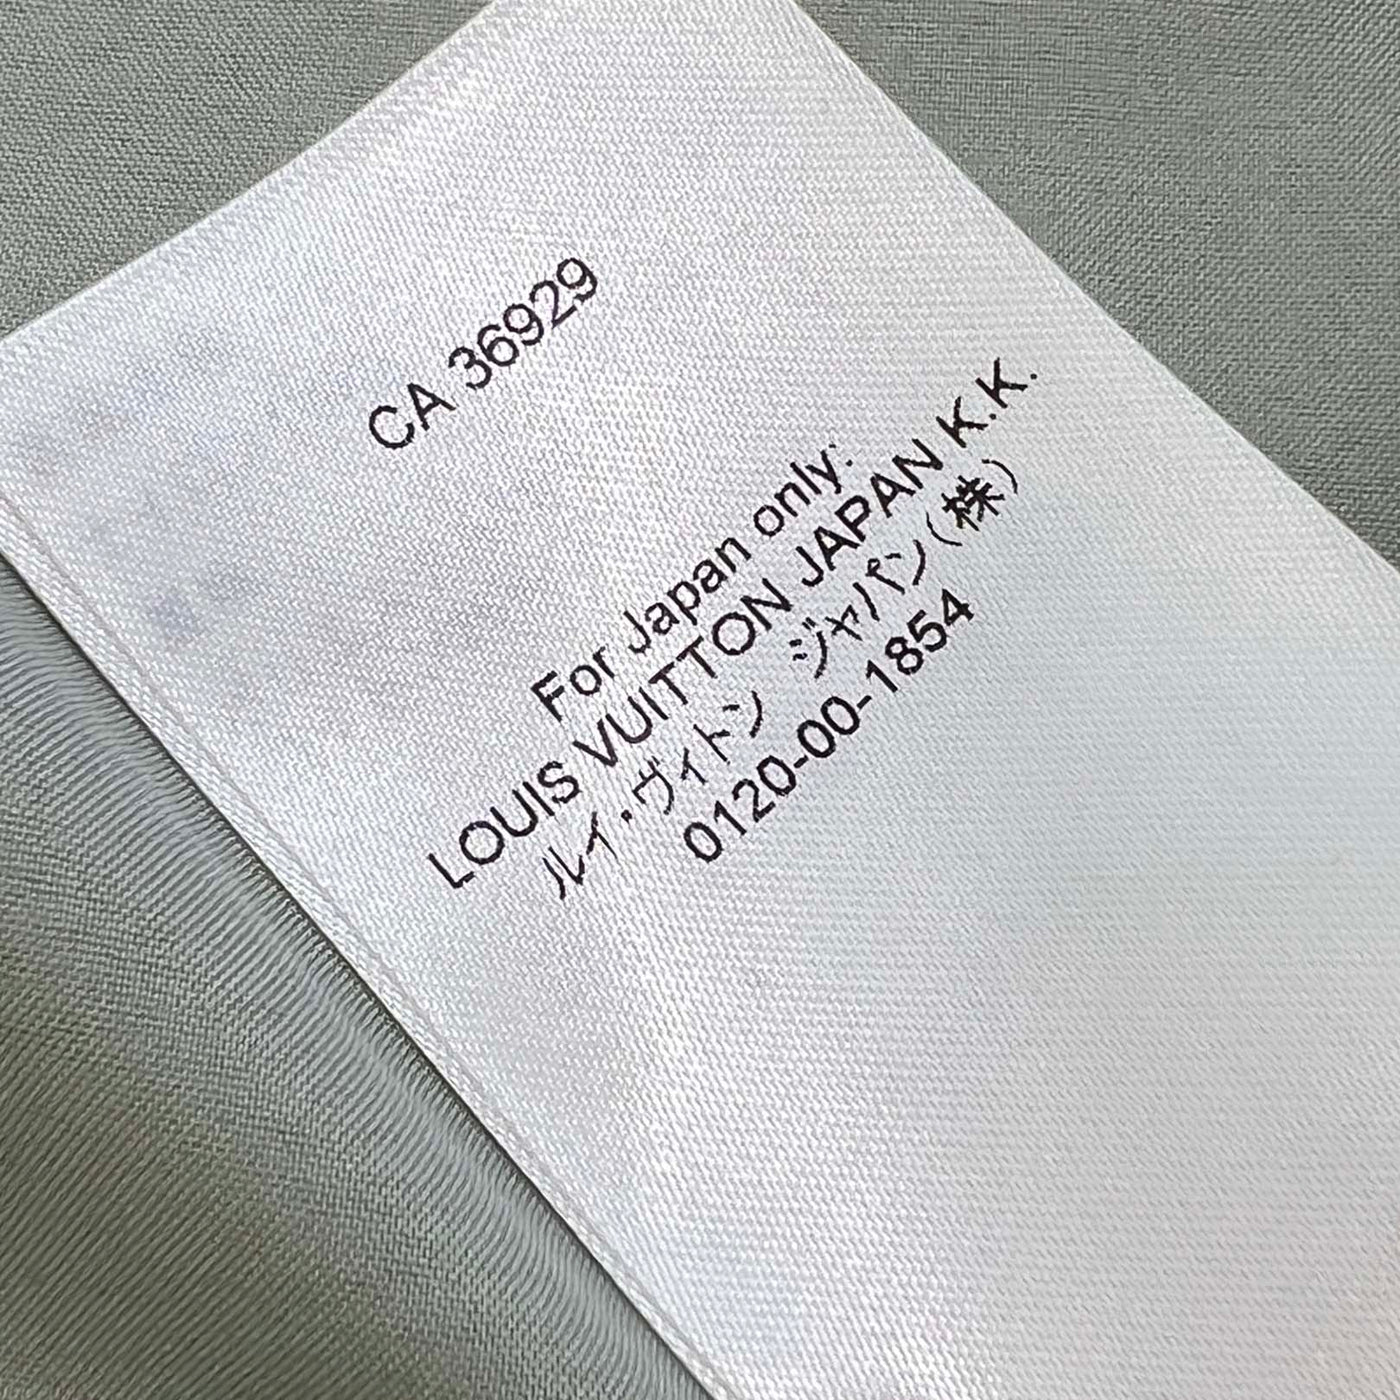 CA 36929
For Japan only:
LOUIS VUITTON JAPAN K.K.
ルイ・ヴィトン ジャパン(株)
0120-00-1854